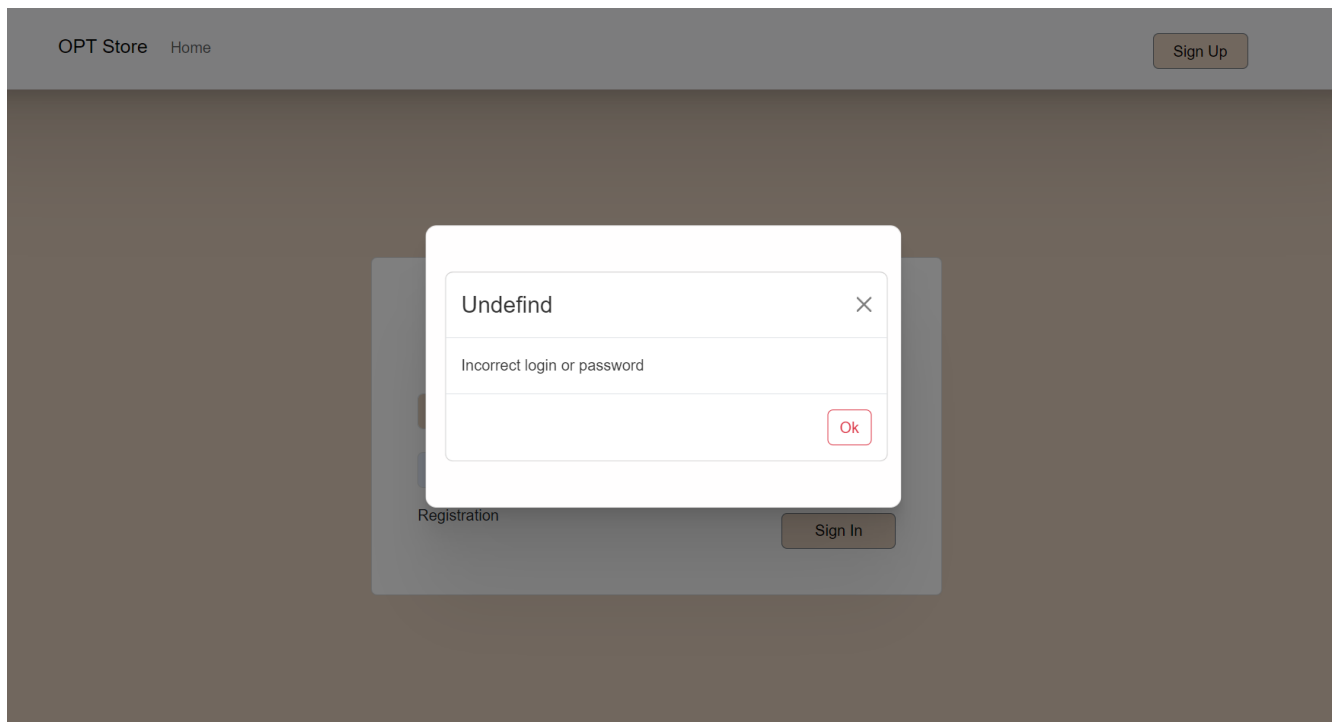 OPT Store Home Sign Up
Undefind
Incorrect login or password
Ok
Registration
Sign In